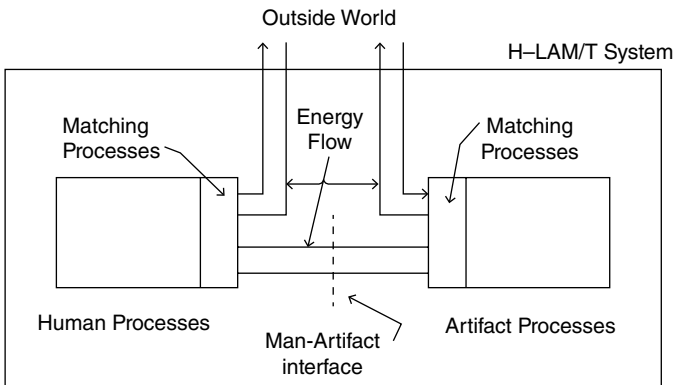 Outside World
H–LAM/T System
Energy
Flow
Matching
Processes
Matching
Processes
Human Processes
Man-Artifact
interface
Artifact Processes